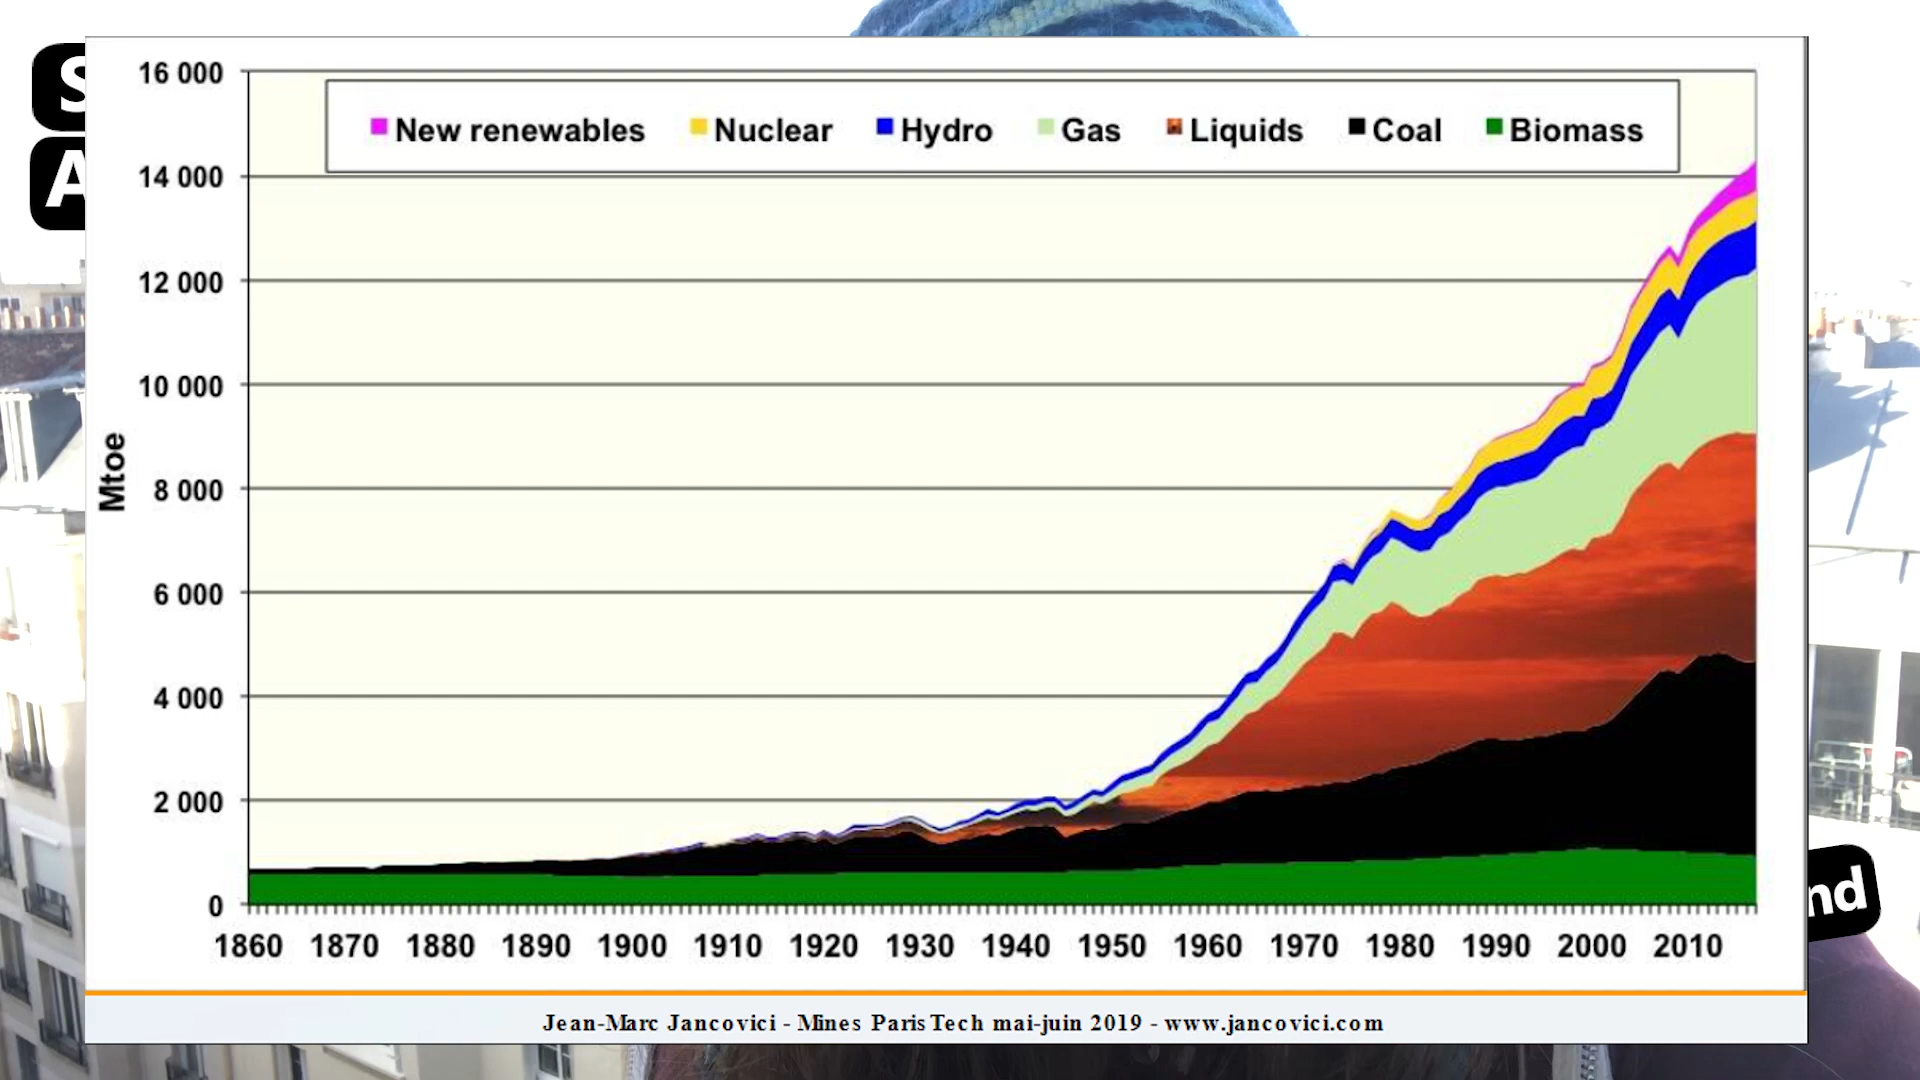 S
A
16 000
New renewables Nuclear Hydro Gas Liquids Coal Biomass
14 000
12 000
10 000
Mtoe
8 000
6 000
4 000
2 000
0
1860 1870 1880 1890 1900 1910 1920 1930 1940 1950 1960 1970 1980 1990 2000 2010
nd
Jean-Marc Jancovici - Mines ParisTech mai-juin 2019 - www.jancovici.com